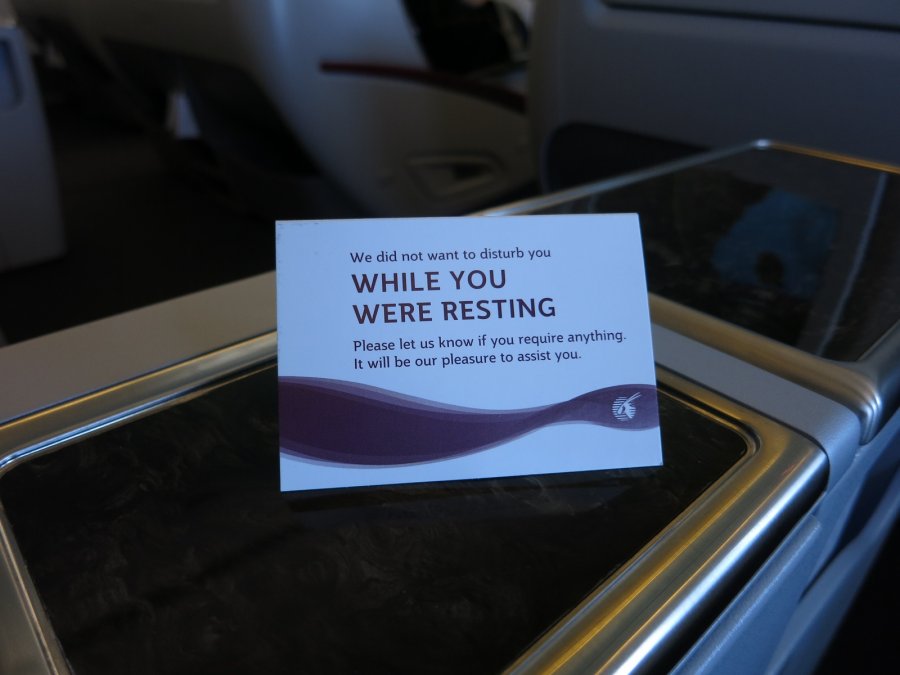 We did not want to disturb you
WHILE YOU
WERE RESTING
Please let us know if you require anything.
It will be our pleasure to assist you.